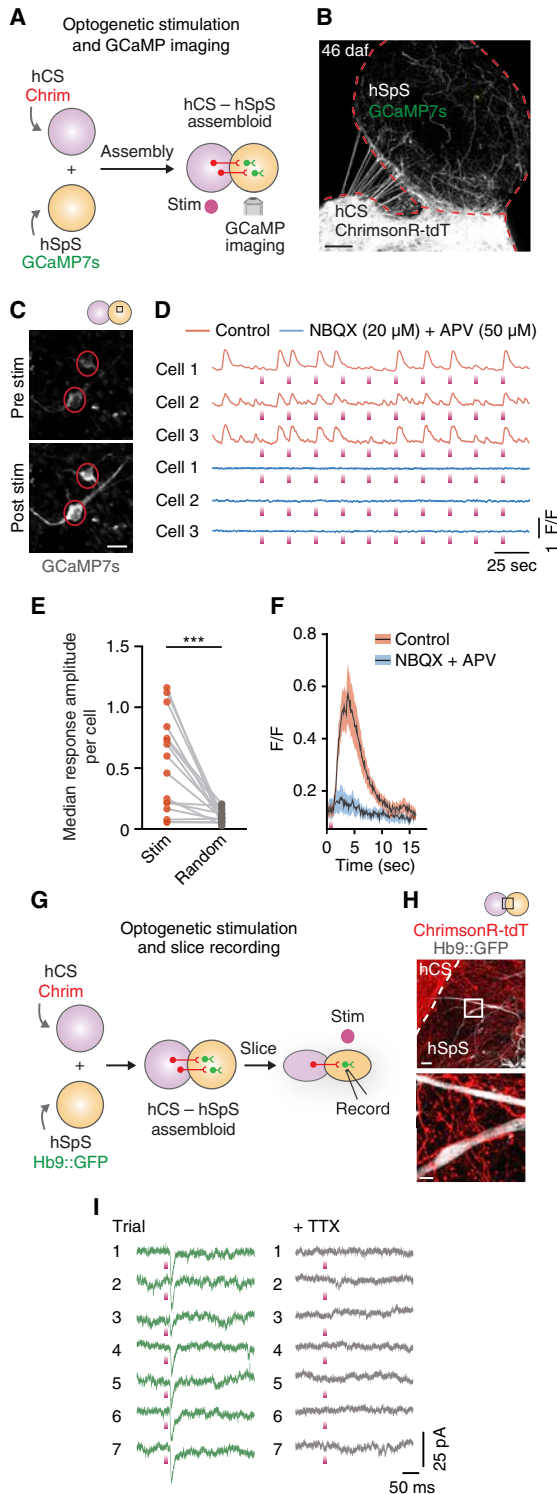 A
Optogenetic stimulation
and GCaMP imaging
hCS
Chrim
+
hSpS
GCaMP7s
Assembly
hCS – hSpS
assembloid
Stim
GCaMP
imaging
B
46 daf
hSpS
GCaMP7s
hCS
ChrimsonR-tdT
C
Pre stim
Post stim
GCaMP7s
D
Control
NBQX (20 μM) + APV (50 μM)
Cell 1
Cell 2
Cell 3
Cell 1
Cell 2
Cell 3
1 F/F
25 sec
E
Median response amplitude
per cell
1.5
1.0
0.5
0
***
Stim
Random
F
F/F
0.8
0.6
0.4
0.2
Control
NBQX + APV
0
5
10
15
Time (sec)
G
Optogenetic stimulation
and slice recording
hCS
Chrim
+
hSpS
Hb9::GFP
hCS – hSpS
assembloid
Slice
Stim
Record
H
ChrimsonR-tdT
Hb9::GFP
hCS
hSpS
I
Trial
1
2
3
4
5
6
7
+ TTX
1
2
3
4
5
6
7
25 pA
50 ms